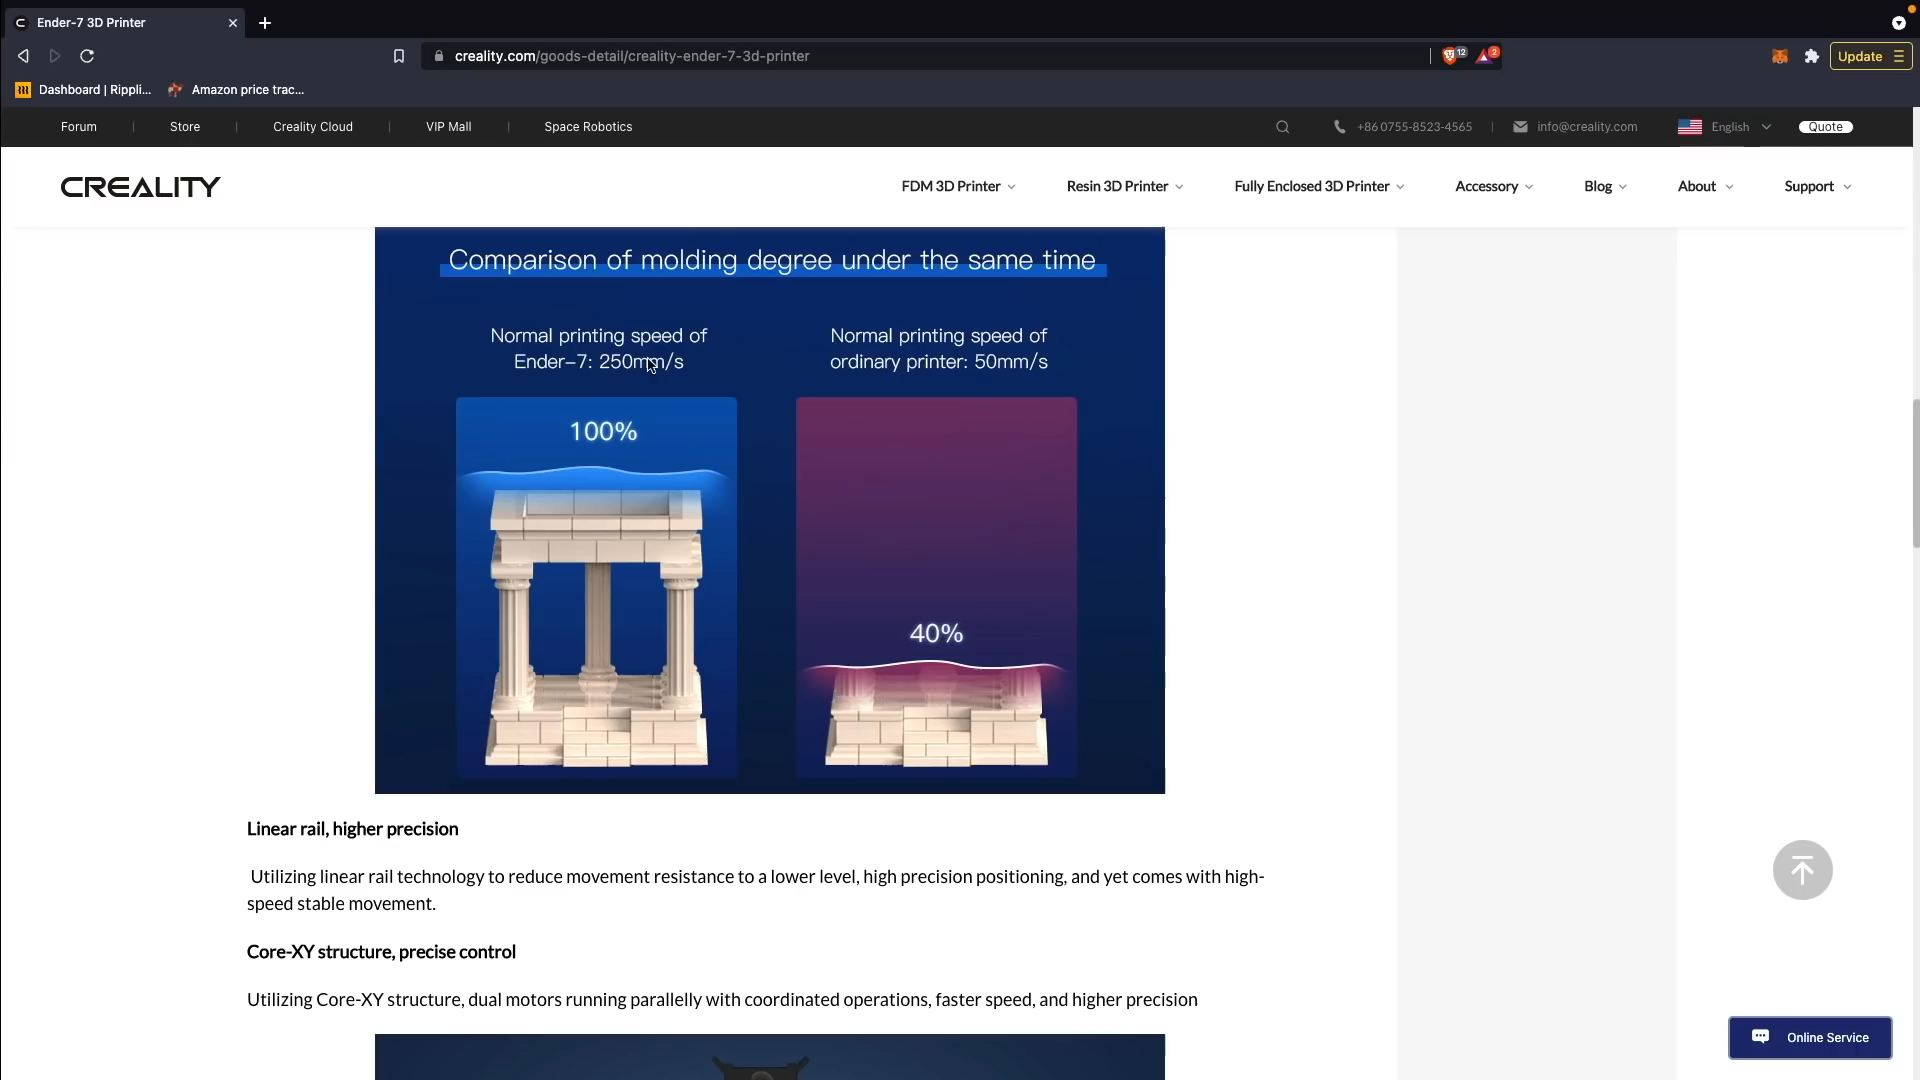 Ender-7 3D Printer
creality.com/goods-detail/creality-ender-7-3d-printer
12
2
Update
Dashboard | Rippli...
Amazon price trac...
Forum
Store
Creality Cloud
VIP Mall
Space Robotics
+86 0755-8523-4565
info@creality.com
English
Quote
CREALITY
FDM 3D Printer
Resin 3D Printer
Fully Enclosed 3D Printer
Accessory
Blog
About
Support
Comparison of molding degree under the same time
Normal printing speed of
Ender-7: 250mm/s
Normal printing speed of
ordinary printer: 50mm/s
100%
40%
Linear rail, higher precision
Utilizing linear rail technology to reduce movement resistance to a lower level, high precision positioning, and yet comes with high-
speed stable movement.
Core-XY structure, precise control
Utilizing Core-XY structure, dual motors running parallelly with coordinated operations, faster speed, and higher precision
Online Service